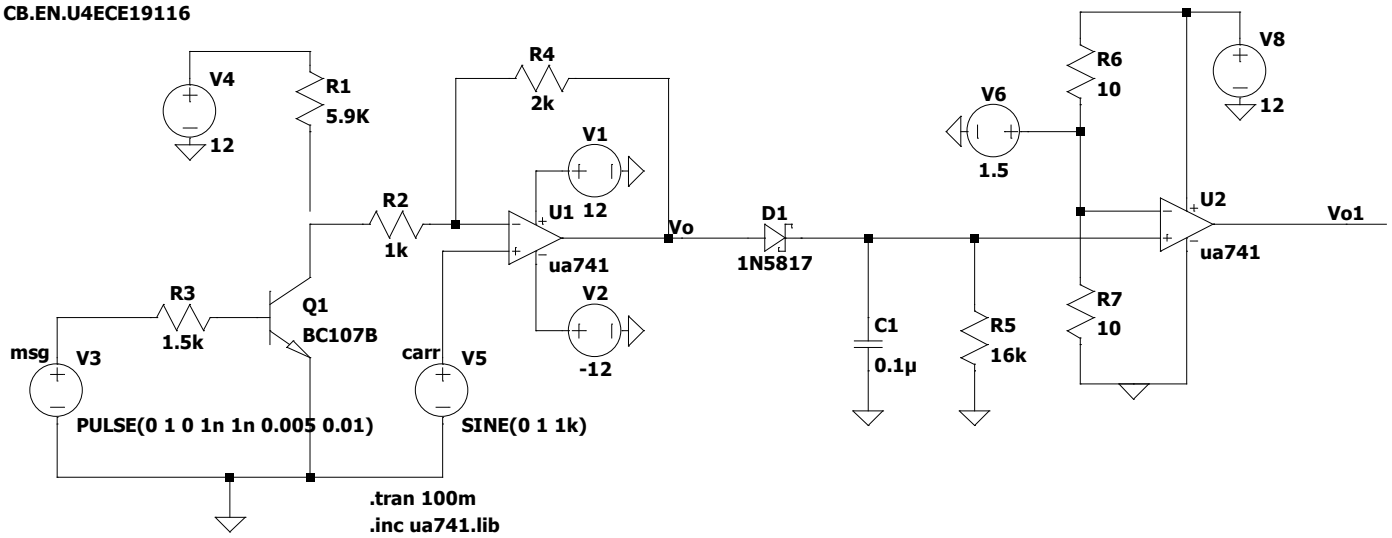 CB.EN.U4ECE19116
V4
12
R1
5.9K
R4
2k
V1
12
R2
1k
U1
ua741
V2
-12
Vo
R3
1.5k
Q1
BC107B
msg
V3
PULSE(0 1 0 1n 1n 0.005 0.01)
carr
V5
SINE(0 1 1k)
.tran 100m
.inc ua741.lib
D1
1N5817
C1
0.1µ
R5
16k
R6
10
V6
1.5
V8
12
U2
ua741
Vo1
R7
10